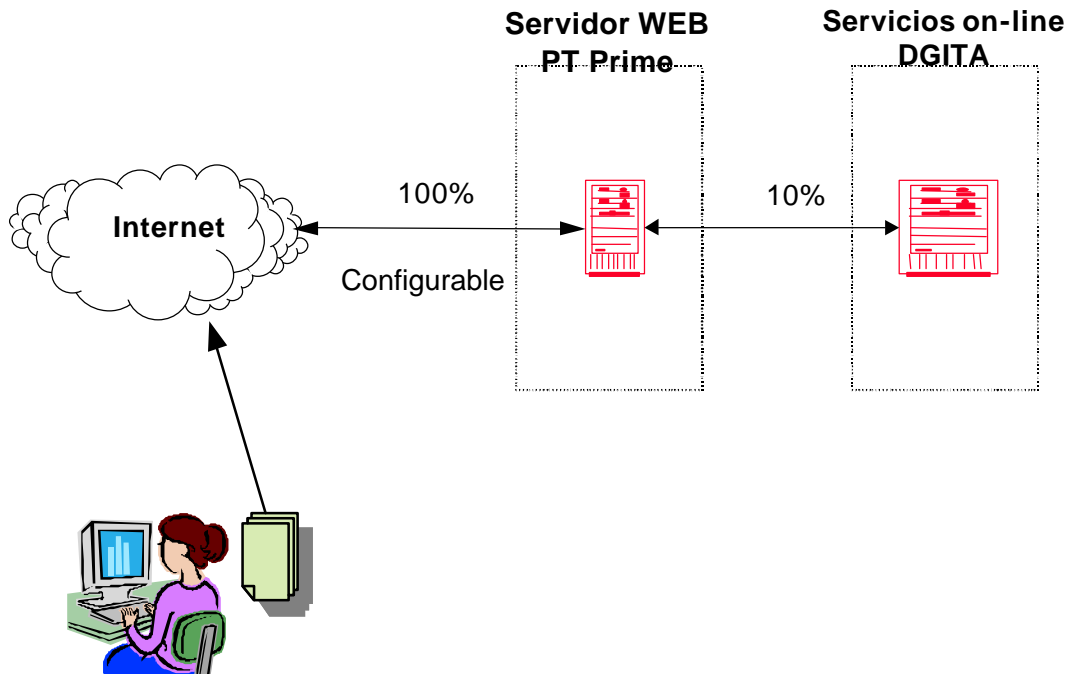 Servidor WEB
PT Prime
Servicios on-line
DGITA
100%
10%
Internet
Configurable